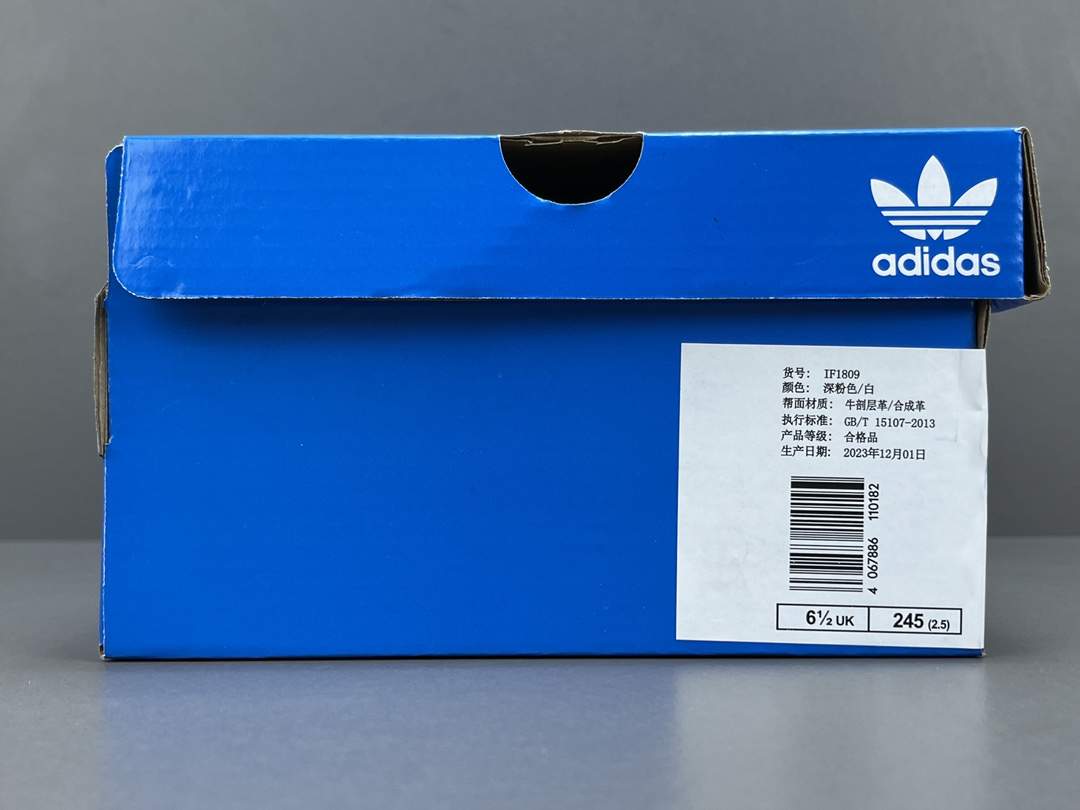 adidas
货号: IF1809
颜色: 深粉色/白
帮面材质: 牛剖层革/合成革
执行标准: GB/T 15107-2013
产品等级: 合格品
生产日期: 2023年12月01日
4 067886 110182
6½ UK 245 (2.5)